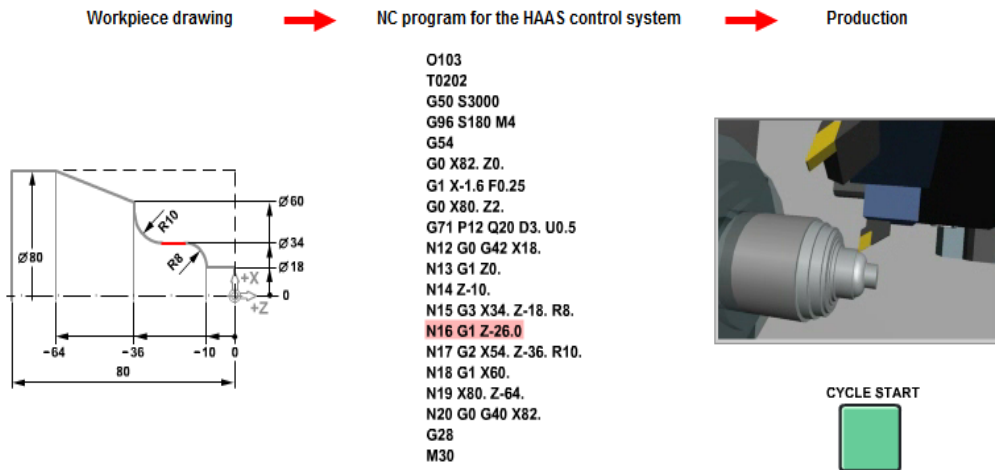 Workpiece drawing
NC program for the HAAS control system
Production
O103
T0202
G50 S3000
G96 S180 M4
G54
G0 X82. Z0.
G1 X-1.6 F0.25
G0 X80. Z2.
G71 P12 Q20 D3. U0.5
N12 G0 G42 X18.
N13 G1 Z0.
N14 Z-10.
N15 G3 X34. Z-18. R8.
N16 G1 Z-26.0
N17 G2 X54. Z-36. R10.
N18 G1 X60.
N19 X80. Z-64.
N20 G0 G40 X82.
G28
M30
Ø80
R10
R8
Ø60
Ø34
Ø18
+X
0
+Z
-64
-36
-10
0
80
CYCLE START